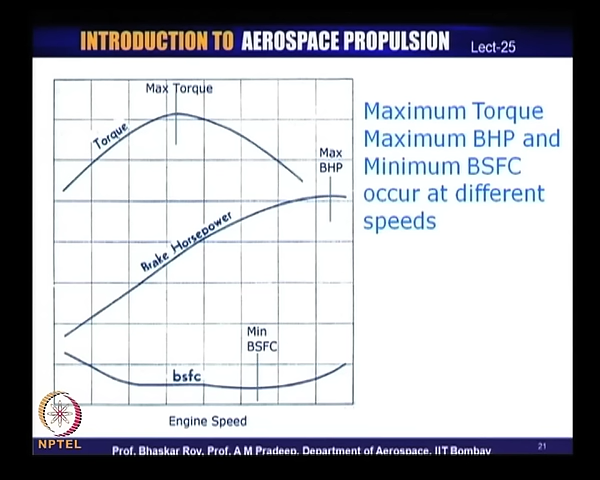 INTRODUCTION TO AEROSPACE PROPULSION
Lect-25
Max Torque
Torque
Max
BHP
Brake Horsepower
Min
BSFC
bsfc
Engine Speed
Maximum Torque
Maximum BHP and
Minimum BSFC
occur at different
speeds
NPTEL
Prof. Bhaskar Roy, Prof. A M Pradeep, Department of Aerospace, IIT Bombay
21